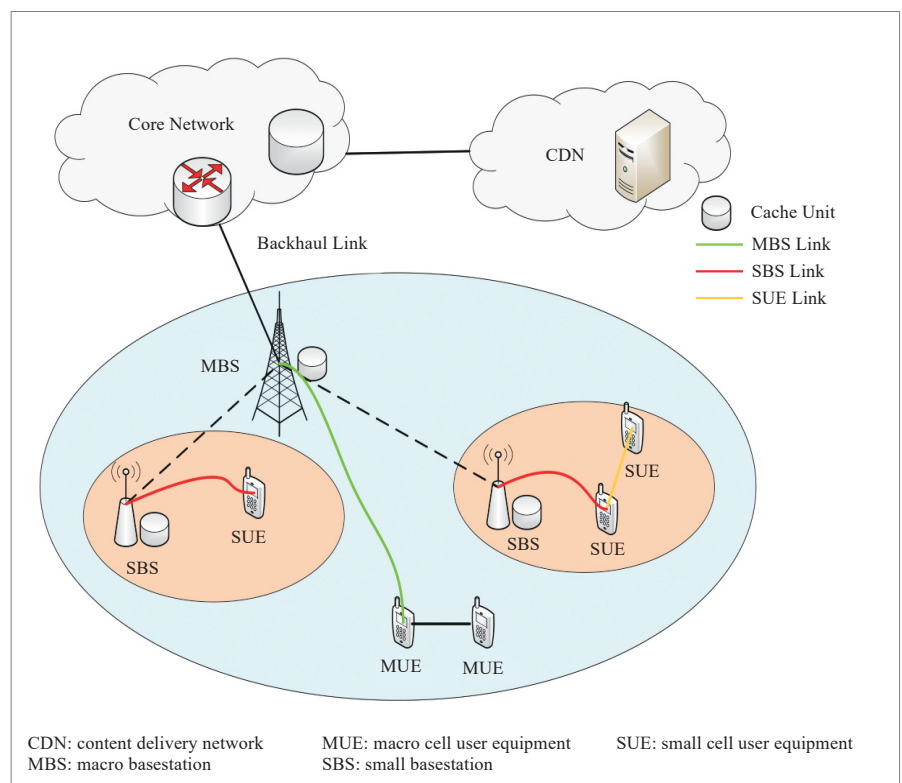 Core Network
CDN
Cache Unit
Backhaul Link
MBS Link
SBS Link
SUE Link
MBS
SUE
SUE
SBS
SUE
SBS
MUE
MUE
CDN: content delivery network
MUE: macro cell user equipment
SUE: small cell user equipment
MBS: macro basestation
SBS: small basestation